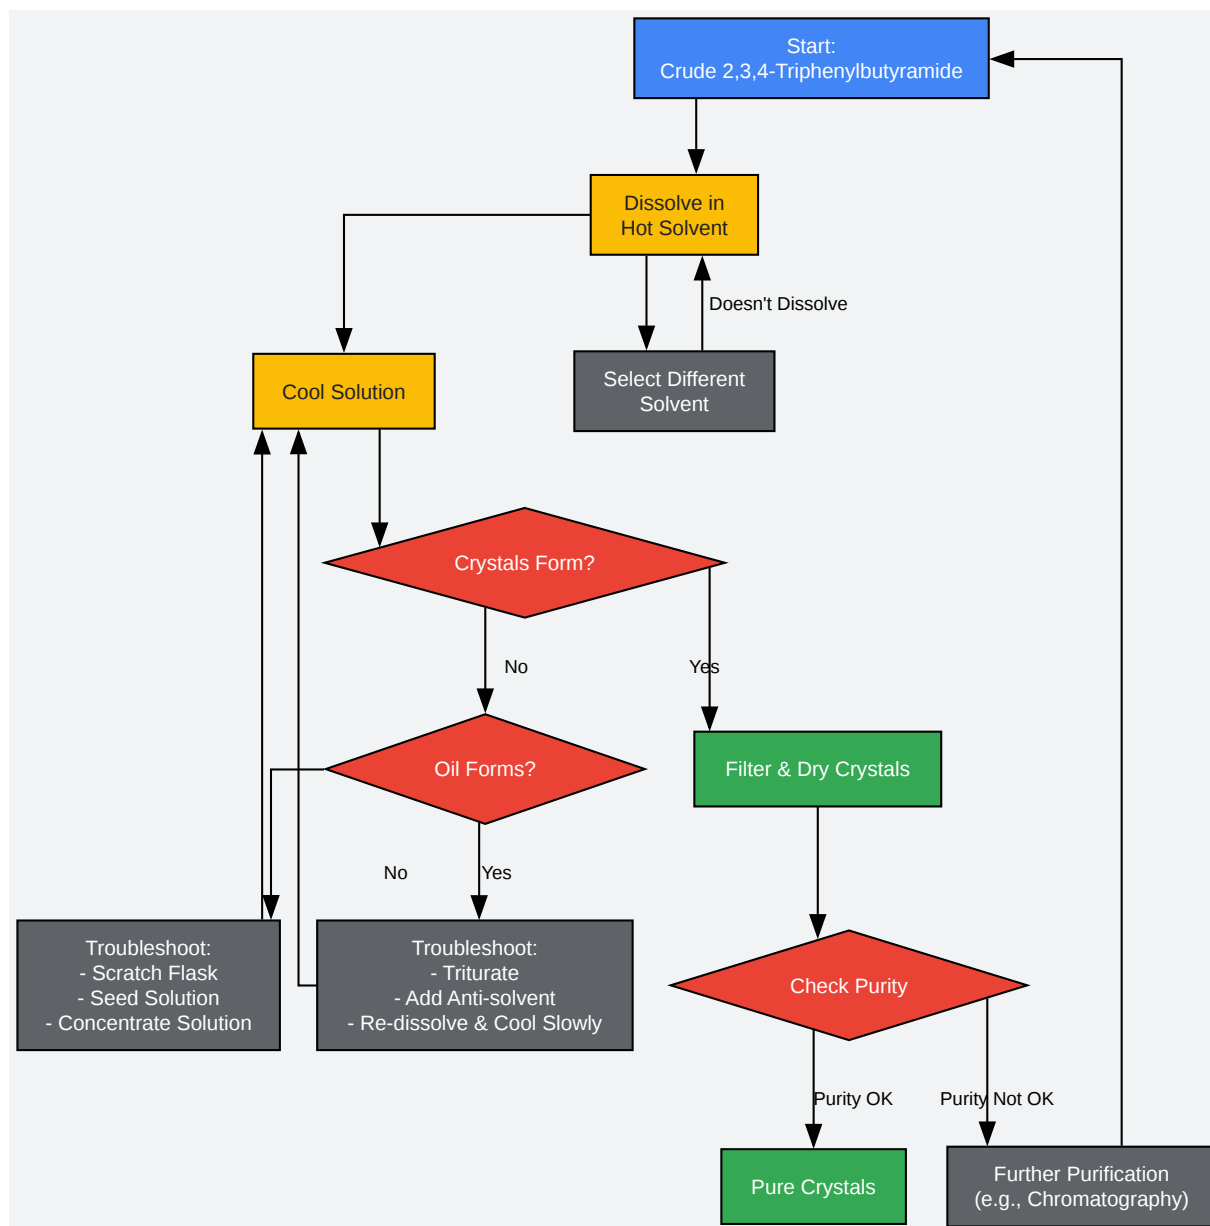 Start:
Crude 2,3,4-Triphenylbutyramide
Dissolve in
Hot Solvent
Doesn't Dissolve
Cool Solution
Select Different
Solvent
Crystals Form?
No
Yes
Oil Forms?
Filter & Dry Crystals
No
Yes
Troubleshoot:
- Scratch Flask
- Seed Solution
- Concentrate Solution
Troubleshoot:
- Triturate
- Add Anti-solvent
- Re-dissolve & Cool Slowly
Check Purity
Purity OK
Purity Not OK
Pure Crystals
Further Purification
(e.g., Chromatography)